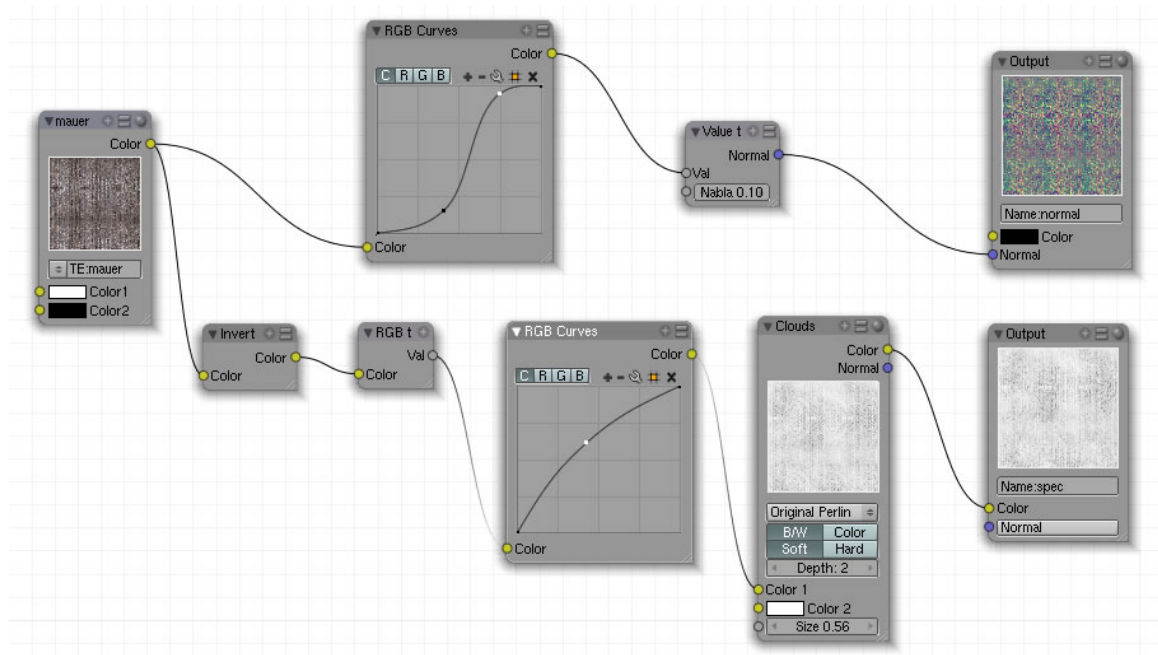 mauer
Color
TE:mauer
Color1
Color2
RGB Curves
Color
C R G B
Color
Value t
Normal
Val
Nabla 0.10
Output
Name:normal
Color
Normal
Invert
Color
Color
RGB t
Val
Color
RGB Curves
Color
C R G B
Color
Clouds
Color
Normal
Original Perlin
B/W Color
Soft Hard
Depth: 2
Color 1
Color 2
Size 0.56
Output
Name:spec
Color
Normal